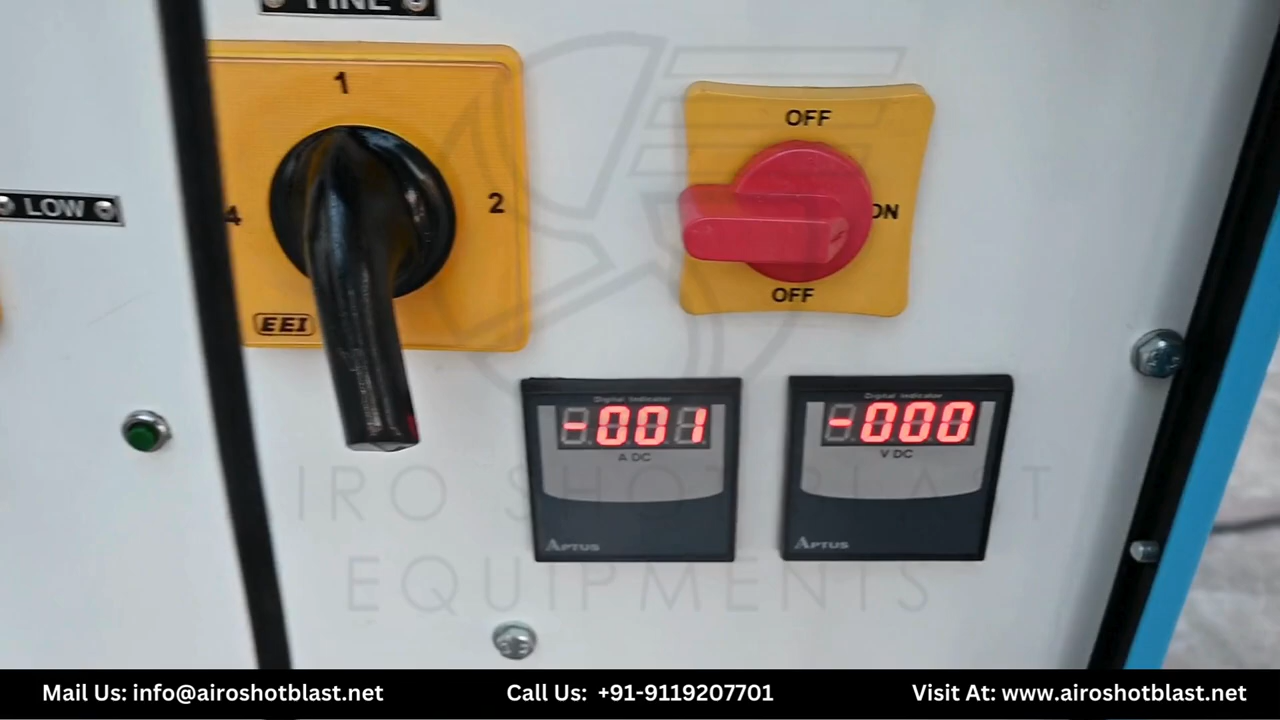 FINE
1
OFF
LOW
4
2
ON
EEI
OFF
Digital Indicator
-001
A DC
APTUS
Digital Indicator
-000
V DC
APTUS
IRO SHOT BLAST
EQUIPMENTS
Mail Us: info@airoshotblast.net
Call Us: +91-9119207701
Visit At: www.airoshotblast.net